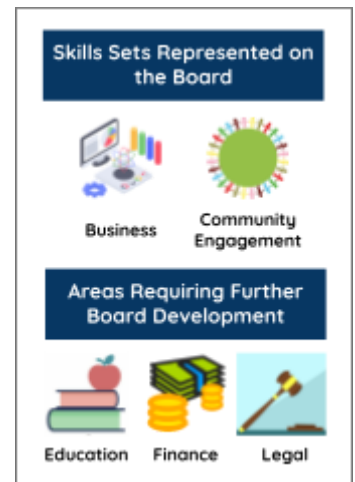 Skills Sets Represented on
the Board
Business
Community
Engagement
Areas Requiring Further
Board Development
Education Finance Legal